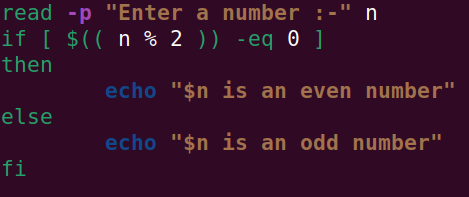 read -p "Enter a number :-" n
if [ $(( n % 2 )) -eq 0 ]
then
        echo "$n is an even number"
else
        echo "$n is an odd number"
fi